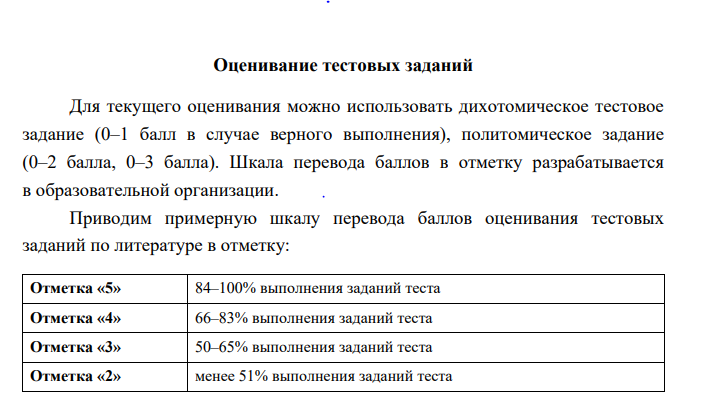 Оценивание тестовых заданий
Для текущего оценивания можно использовать дихотомическое тестовое
задание (0–1 балл в случае верного выполнения), политомическое задание
(0–2 балла, 0–3 балла). Шкала перевода баллов в отметку разрабатывается
в образовательной организации.
Приводим примерную шкалу перевода баллов оценивания тестовых
заданий по литературе в отметку:
Отметка «5» 84–100% выполнения заданий теста
Отметка «4» 66–83% выполнения заданий теста
Отметка «3» 50–65% выполнения заданий теста
Отметка «2» менее 51% выполнения заданий теста